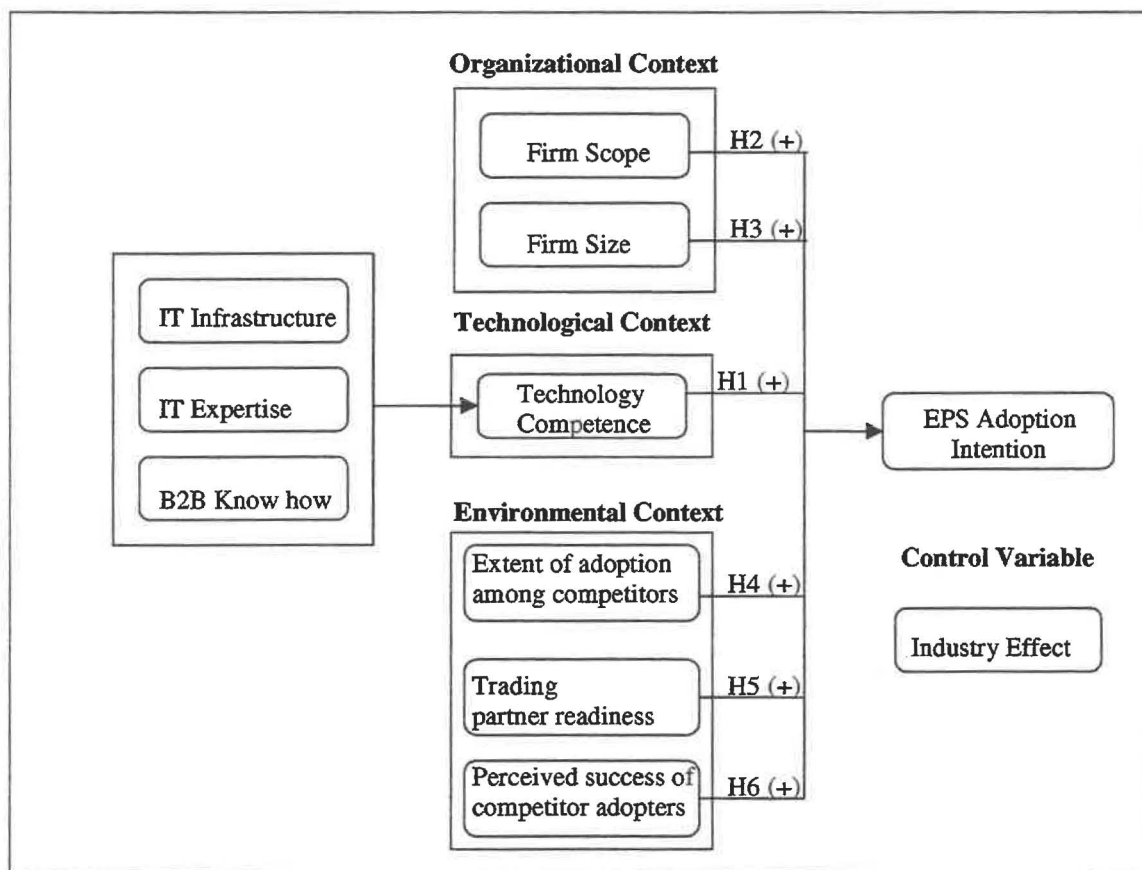 Organizational Context
Firm Scope
H2 (+)
Firm Size
H3 (+)
IT Infrastructure
IT Expertise
B2B Know how
Technological Context
Technology
Competence
H1 (+)
EPS Adoption
Intention
Environmental Context
Extent of adoption
among competitors
H4 (+)
Trading
partner readiness
H5 (+)
Perceived success of
competitor adopters
H6 (+)
Control Variable
Industry Effect